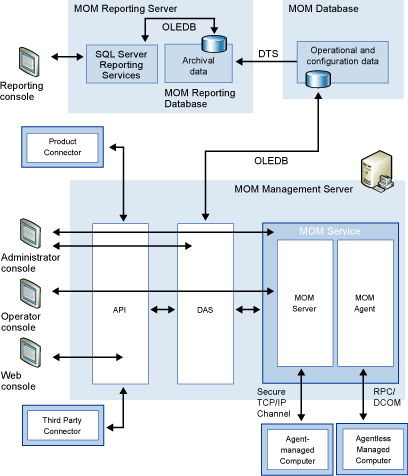 MOM Reporting Server
MOM Database
OLEDB
SQL Server
Reporting
Services
Archival
data
DTS
Operational and
configuration data
Reporting
console
MOM Reporting
Database
Product
Connector
OLEDB
MOM Management Server
Administrator
console
MOM Service
API
DAS
MOM
Server
MOM
Agent
Operator
console
Web
console
Secure
TCP/IP
Channel
RPC/
DCOM
Third Party
Connector
Agent-
managed
Computer
Agentless
Managed
Computer